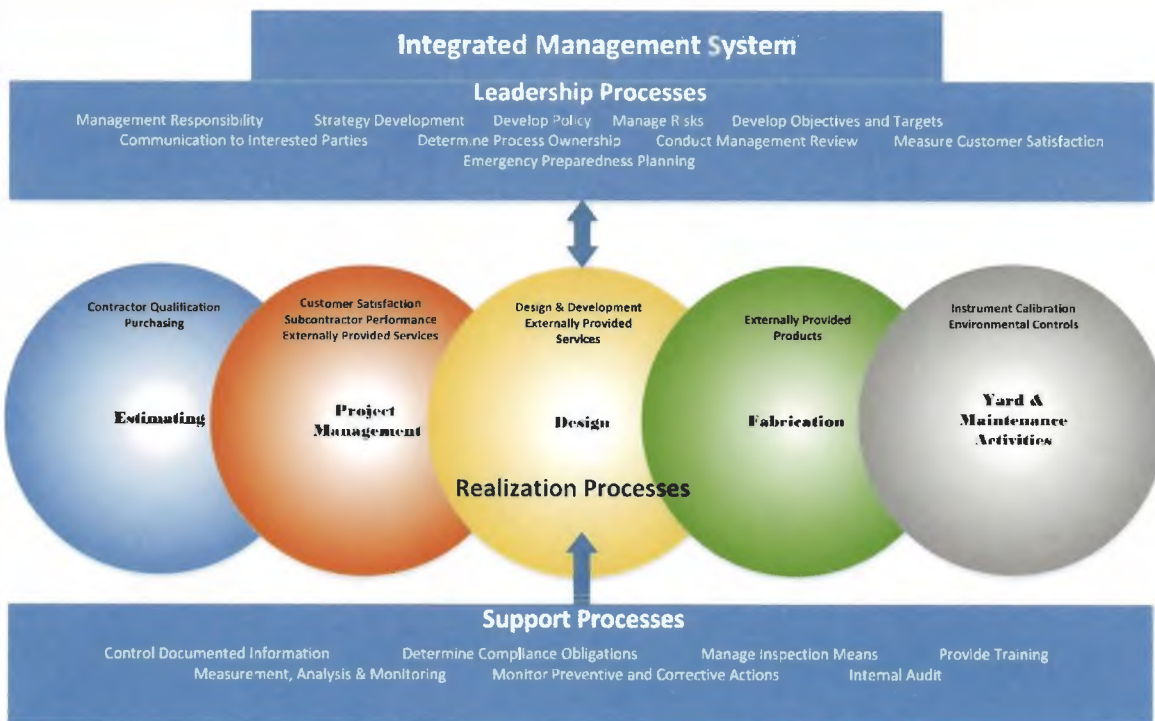 Integrated Management System
Leadership Processes
Management Responsibility Strategy Development Develop Policy Manage Risks Develop Objectives and Targets
Communication to Interested Parties Determine Process Ownership Conduct Management Review Measure Customer Satisfaction
Emergency Preparedness Planning
Contractor Qualification
Purchasing
Estimating
Customer Satisfaction
Subcontractor Performance
Externally Provided Services
Project
Management
Design & Development
Externally Provided
Services
Design
Externally Provided
Products
Fabrication
Instrument Calibration
Environmental Controls
Yard &
Maintenance
Activities
Realization Processes
Support Processes
Control Documented Information Determine Compliance Obligations Manage Inspection Means Provide Training
Measurement, Analysis & Monitoring Monitor Preventive and Corrective Actions Internal Audit